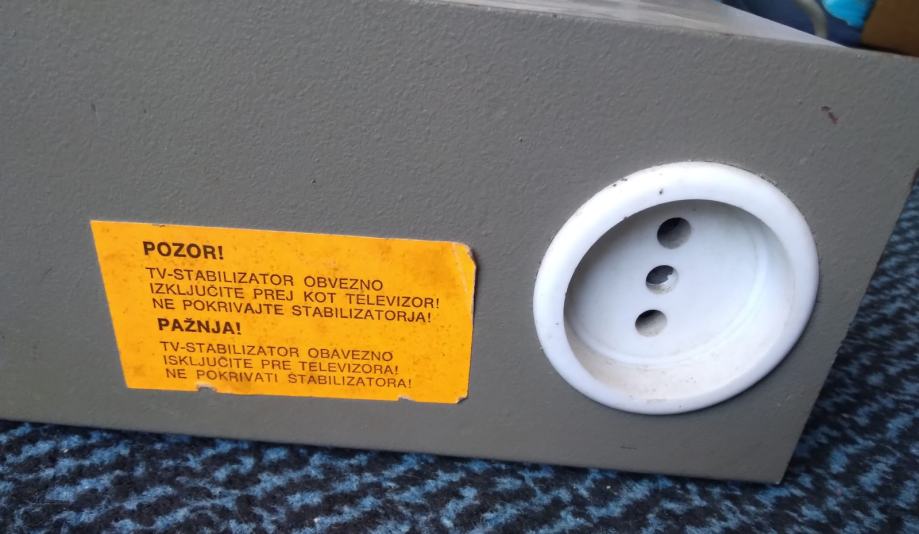 POZOR!
TV-STABILIZATOR OBVEZNO
IZKLJUČITE PREJ KOT TELEVIZOR!
NE POKRIVAJTE STABILIZATORJA!
PAŽNJA!
TV-STABILIZATOR OBAVEZNO
ISKLJUČITE PRE TELEVIZORA!
NE POKRIVATI STABILIZATORA!